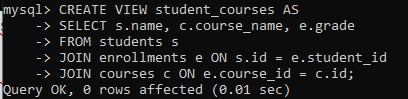 mysql> CREATE VIEW student_courses AS
    -> SELECT s.name, c.course_name, e.grade
    -> FROM students s
    -> JOIN enrollments e ON s.id = e.student_id
    -> JOIN courses c ON e.course_id = c.id;
Query OK, 0 rows affected (0.01 sec)